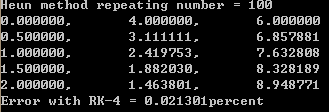 Heun method repeating number = 100
0.000000, 4.000000, 6.000000
0.500000, 3.111111, 6.857881
1.000000, 2.419753, 7.632808
1.500000, 1.882030, 8.328189
2.000000, 1.463801, 8.948771
Error with RK-4 = 0.021301percent